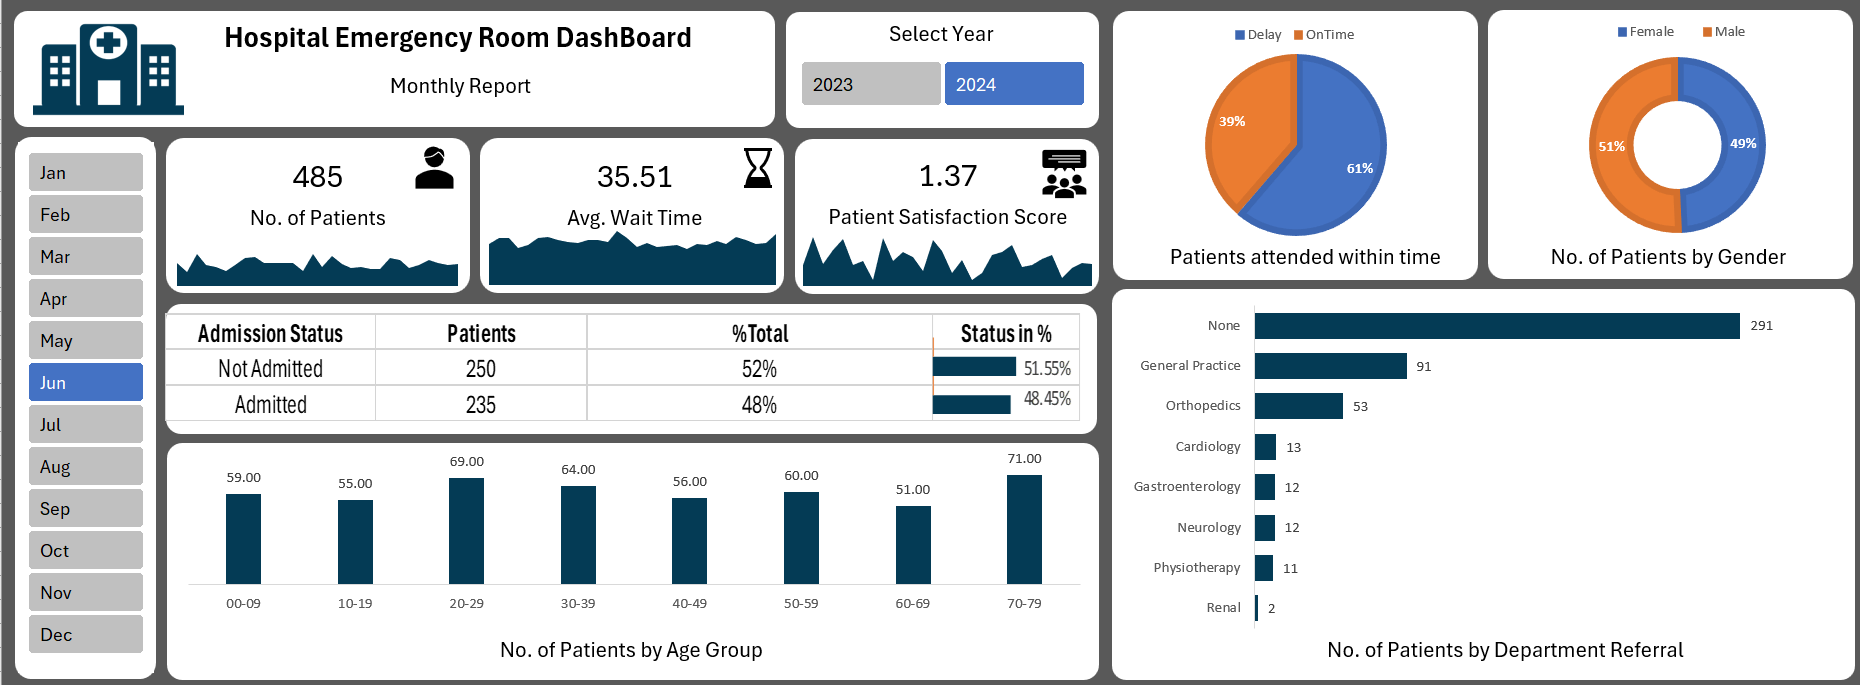 Hospital Emergency Room DashBoard
Monthly Report
Select Year
2023
2024
Jan
Feb
Mar
Apr
May
Jun
Jul
Aug
Sep
Oct
Nov
Dec
485
No. of Patients
35.51
Avg. Wait Time
1.37
Patient Satisfaction Score
Admission Status Patients %Total Status in %
Not Admitted 250 52% 51.55%
Admitted 235 48% 48.45%
59.00 55.00 69.00 64.00 56.00 60.00 51.00 71.00
00-09 10-19 20-29 30-39 40-49 50-59 60-69 70-79
No. of Patients by Age Group
Delay OnTime
39%
61%
Patients attended within time
Female Male
51% 49%
No. of Patients by Gender
None 291
General Practice 91
Orthopedics 53
Cardiology 13
Gastroenterology 12
Neurology 12
Physiotherapy 11
Renal 2
No. of Patients by Department Referral